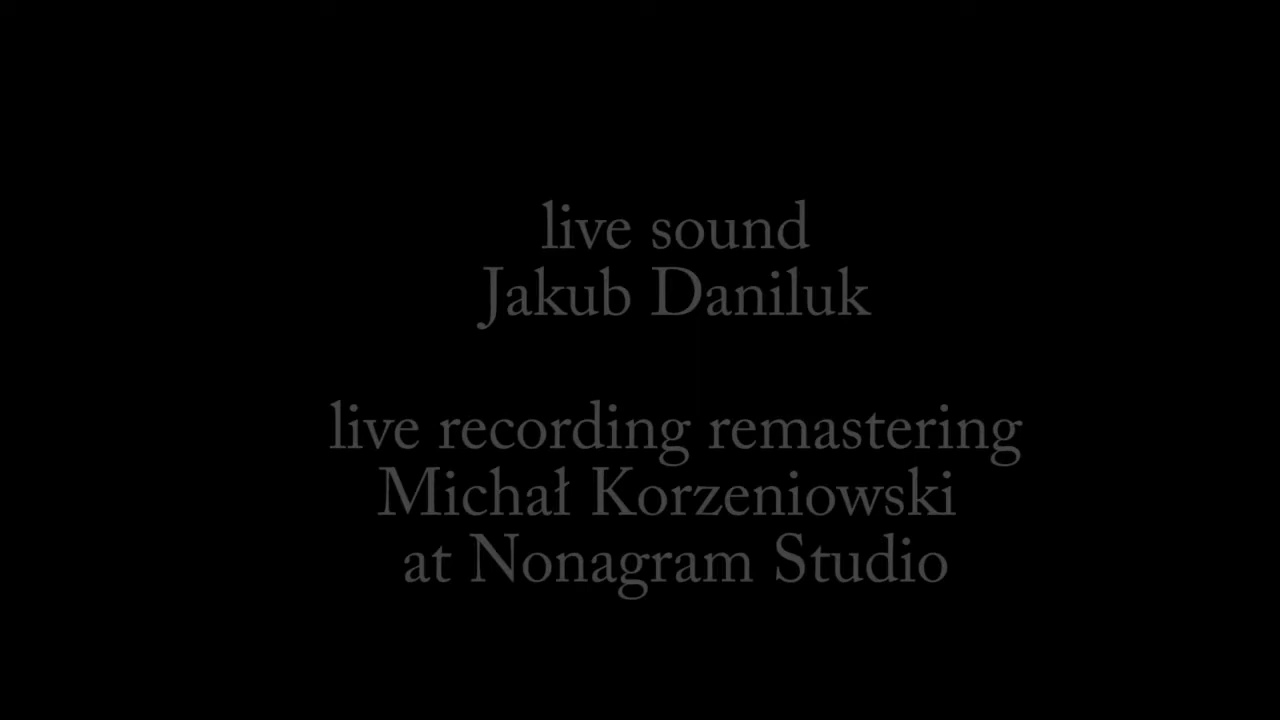 live sound
Jakub Daniluk
live recording remastering
Michał Korzeniowski
at Nonagram Studio